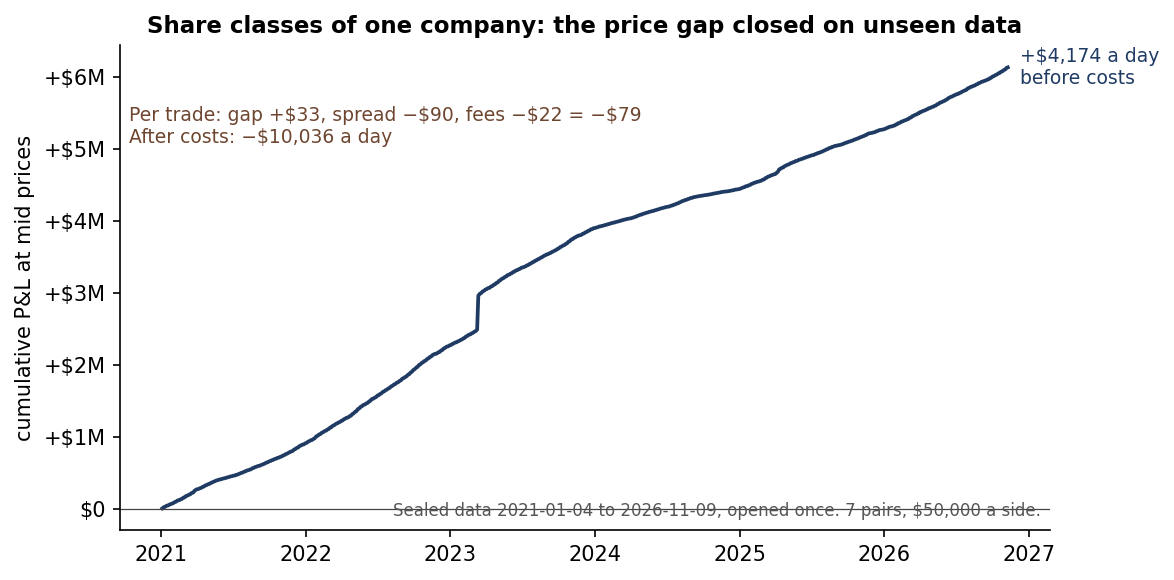 Share classes of one company: the price gap closed on unseen data
+$4,174 a day
before costs
Per trade: gap +$33, spread −$90, fees −$22 = −$79
After costs: −$10,036 a day
cumulative P&L at mid prices
+$6M
+$5M
+$4M
+$3M
+$2M
+$1M
$0
Sealed data 2021-01-04 to 2026-11-09, opened once. 7 pairs, $50,000 a side.
2021 2022 2023 2024 2025 2026 2027